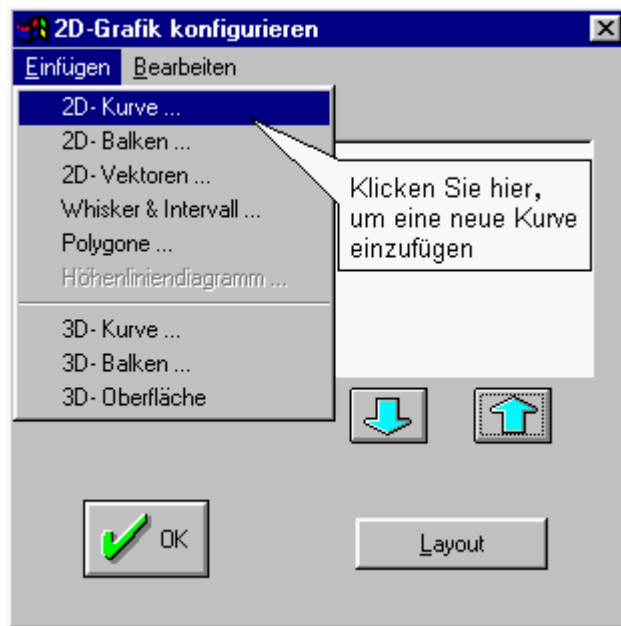 2D-Grafik konfigurieren
Einfügen Bearbeiten
2D- Kurve ...
2D- Balken ...
2D- Vektoren ...
Whisker & Intervall ...
Polygone ...
Höhenliniendiagramm ...
3D- Kurve ...
3D- Balken ...
3D- Oberfläche
Klicken Sie hier,
um eine neue Kurve
einzufügen
OK
Layout